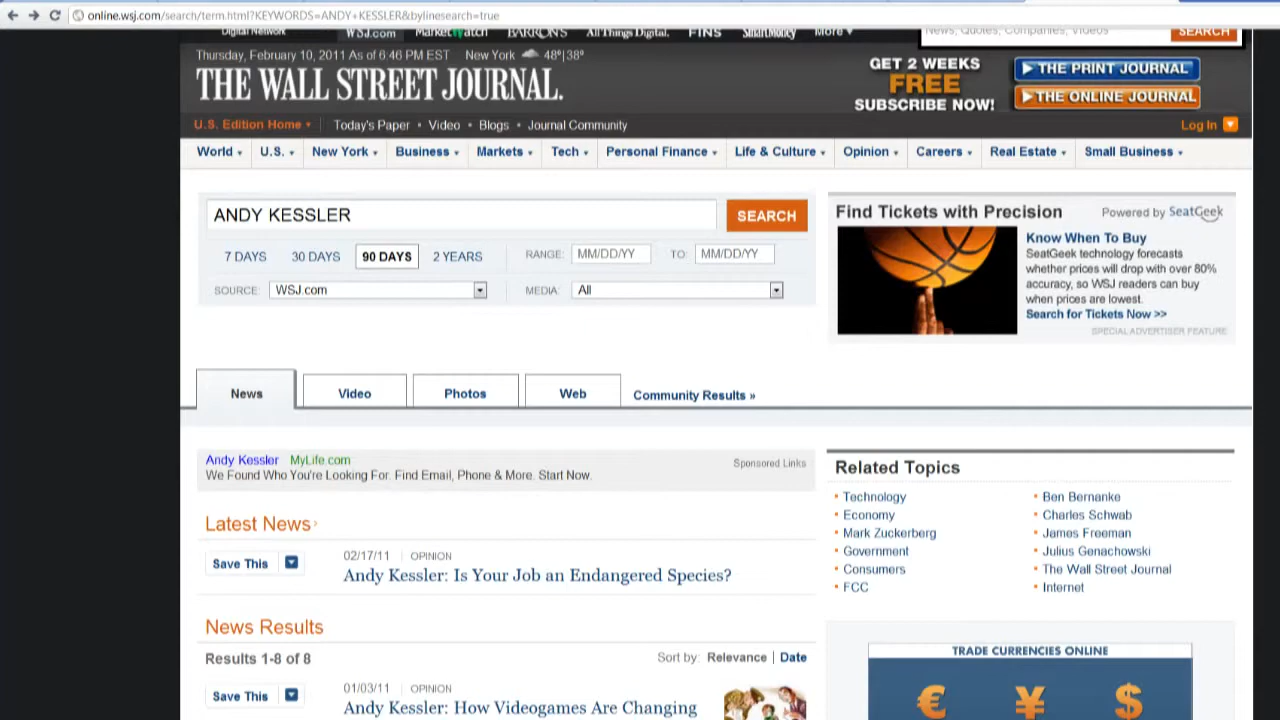 online.wsj.com/search/term.html?KEYWORDS=ANDY+KESSLER&bylinesearch=true
Digital Network WSJ.com MarketWatch BARRON'S All Things Digital. FINS SmartMoney More
News, Quotes, Companies, Videos SEARCH
Thursday, February 10, 2011 As of 6:46 PM EST New York 48º|38º
THE WALL STREET JOURNAL.
GET 2 WEEKS
FREE
SUBSCRIBE NOW!
THE PRINT JOURNAL
THE ONLINE JOURNAL
U.S. Edition Home Today's Paper • Video • Blogs • Journal Community
Log In
World U.S. New York Business Markets Tech Personal Finance Life & Culture Opinion Careers Real Estate Small Business
ANDY KESSLER SEARCH
7 DAYS 30 DAYS 90 DAYS 2 YEARS RANGE: MM/DD/YY TO: MM/DD/YY
SOURCE: WSJ.com MEDIA: All
Find Tickets with Precision Powered by SeatGeek
Know When To Buy
SeatGeek technology forecasts
whether prices will drop with over 80%
accuracy, so WSJ readers can buy
when prices are lowest.
Search for Tickets Now >>
SPECIAL ADVERTISER FEATURE
News Video Photos Web Community Results »
Andy Kessler MyLife.com Sponsored Links
We Found Who You're Looking For. Find Email, Phone & More. Start Now.
Latest News ›
Save This 02/17/11 | OPINION
Andy Kessler: Is Your Job an Endangered Species?
News Results
Results 1-8 of 8 Sort by: Relevance | Date
Save This 01/03/11 | OPINION
Andy Kessler: How Videogames Are Changing
Related Topics
• Technology
• Economy
• Mark Zuckerberg
• Government
• Consumers
• FCC
• Ben Bernanke
• Charles Schwab
• James Freeman
• Julius Genachowski
• The Wall Street Journal
• Internet
TRADE CURRENCIES ONLINE
€ ¥ $